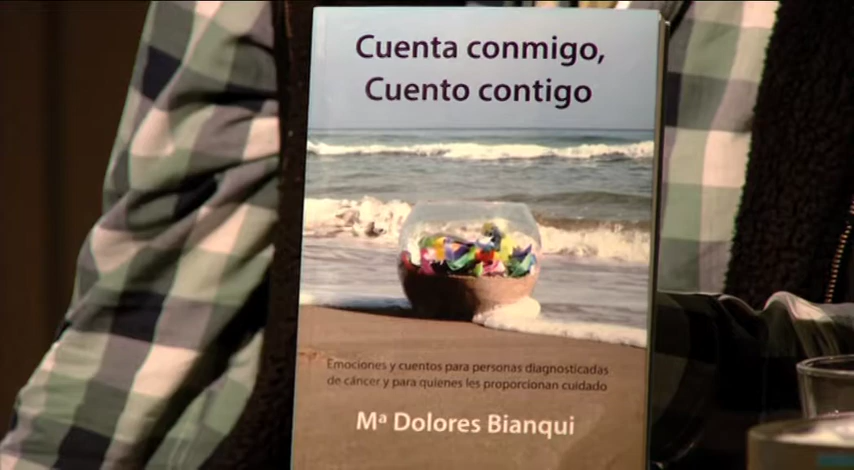 Cuenta conmigo,
Cuento contigo
Emociones y cuentos para personas diagnosticadas
de cáncer y para quienes les proporcionan cuidado
Mª Dolores Bianqui